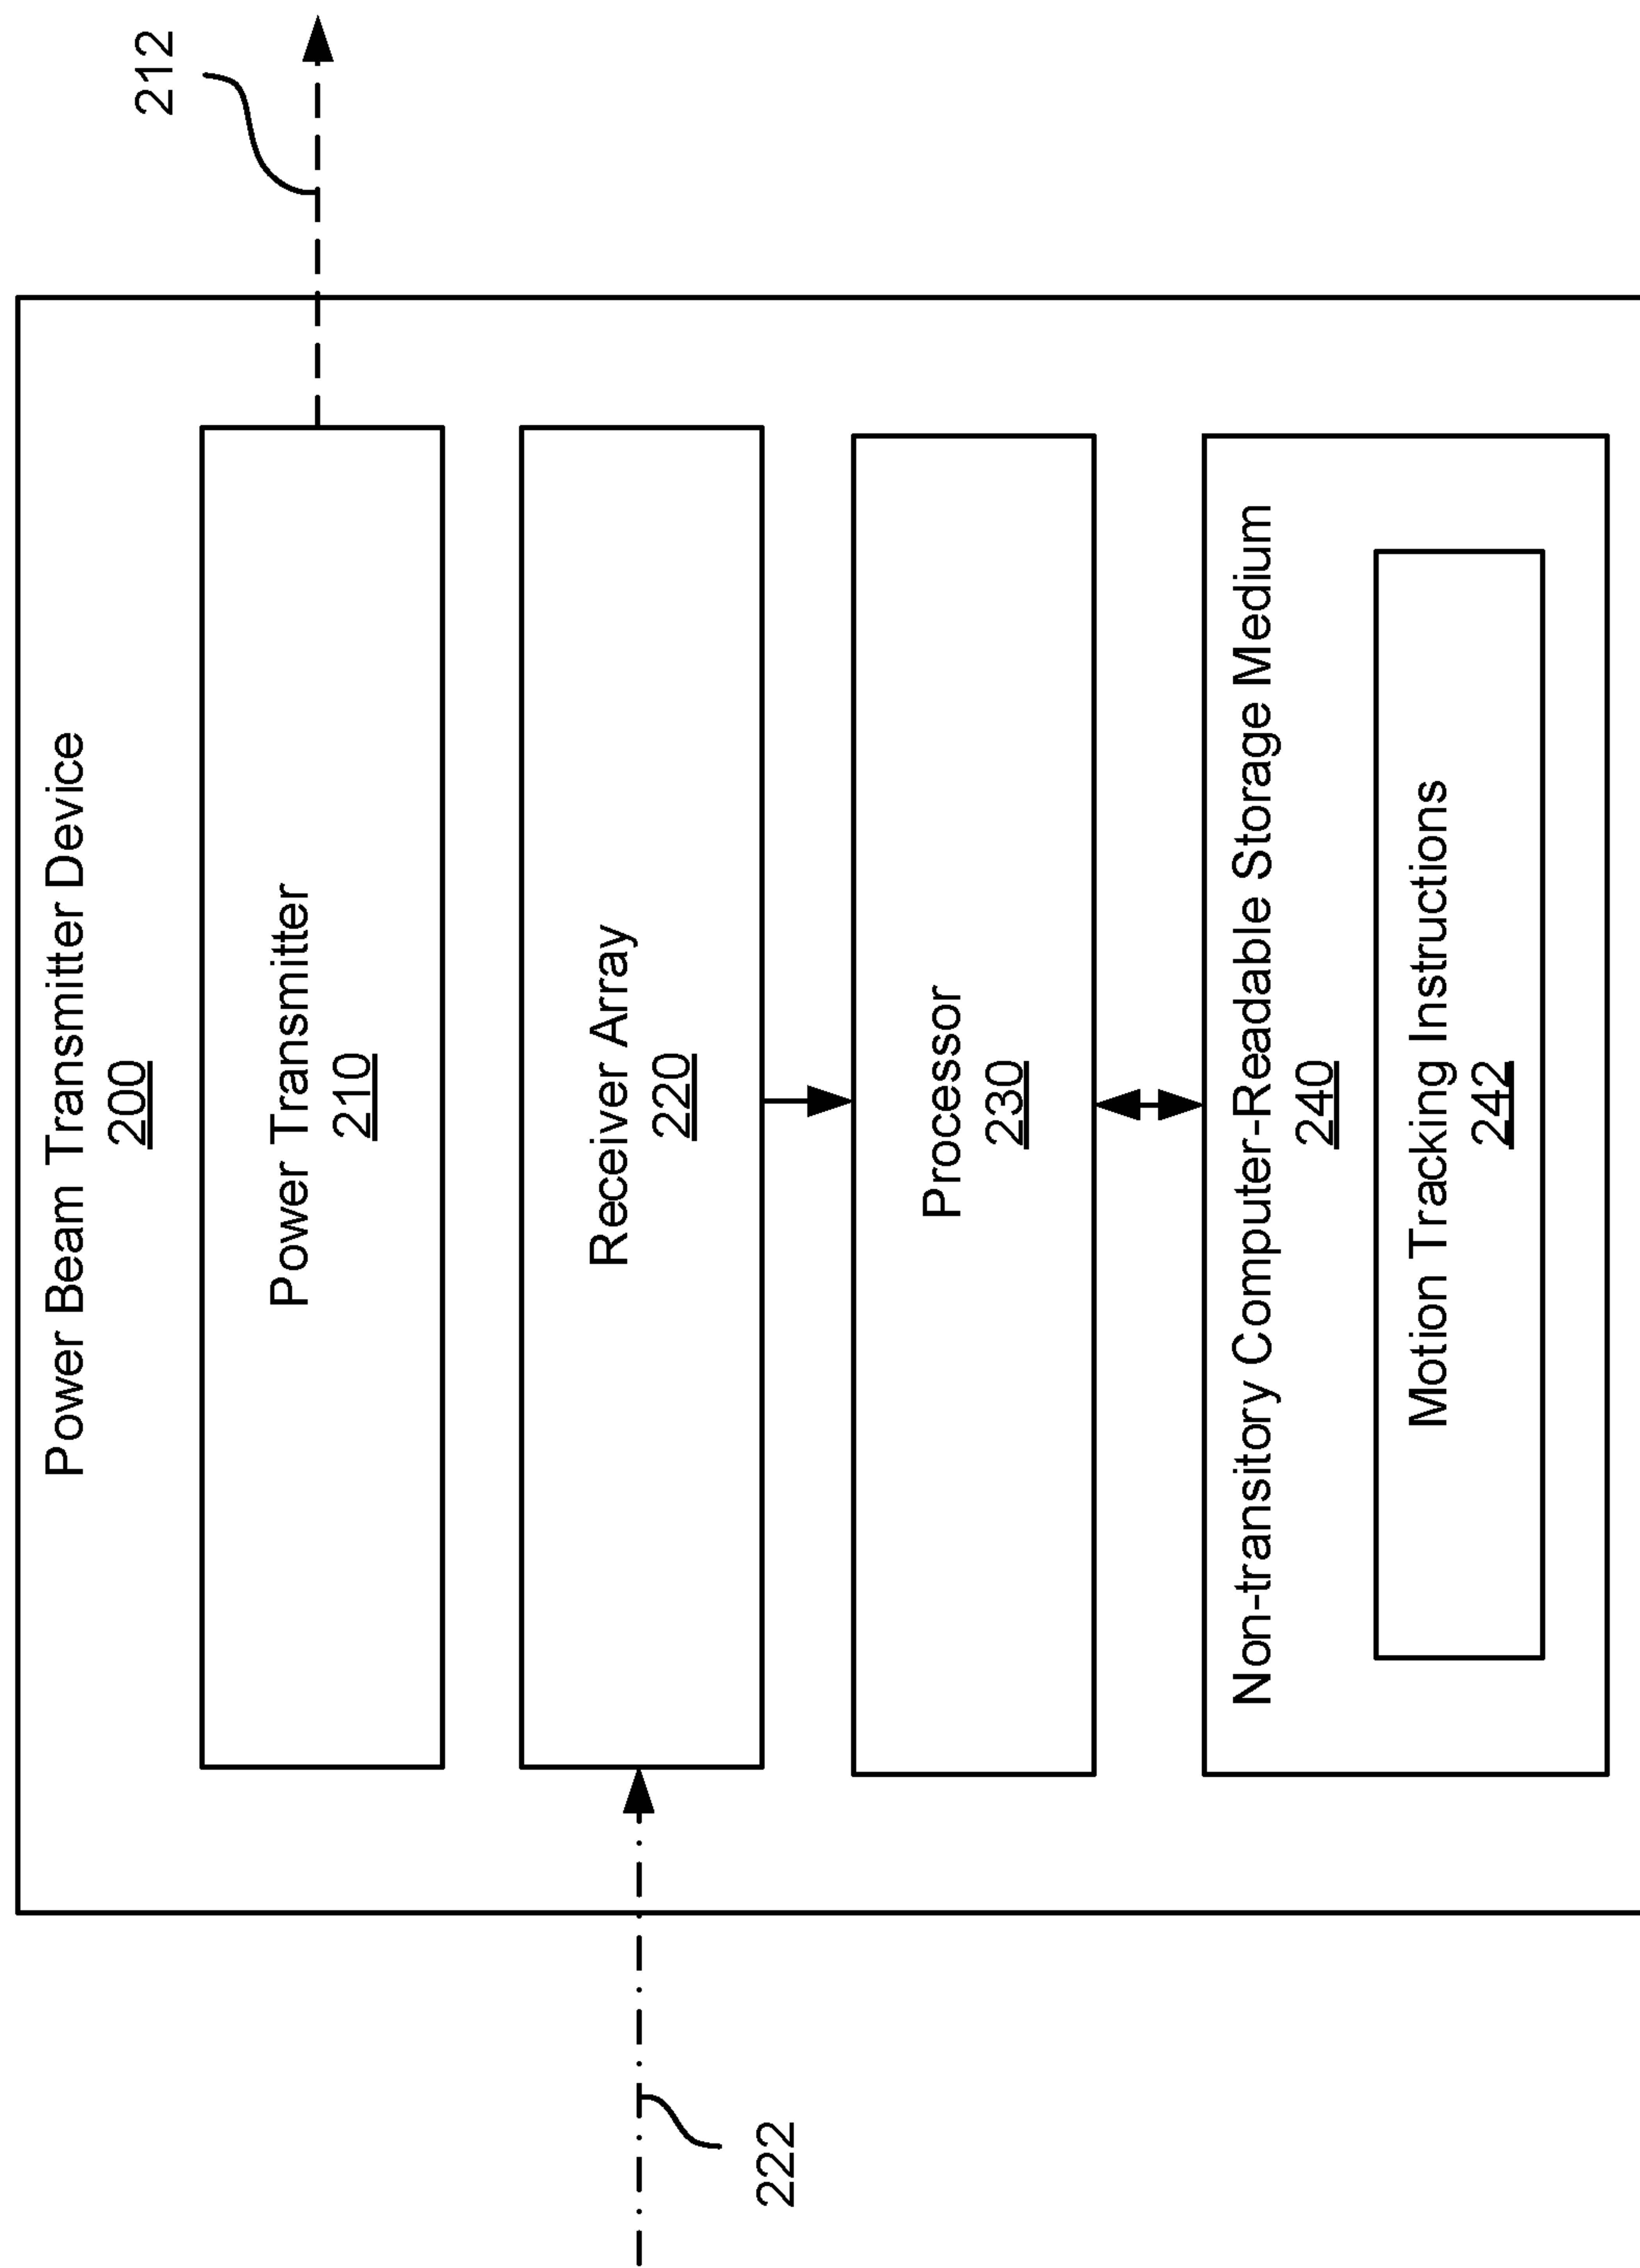 212
Power Beam Transmitter Device
200
Power Transmitter
210
Receiver Array
220
Processor
230
Non-transitory Computer-Readable Storage Medium
240
Motion Tracking Instructions
242
222